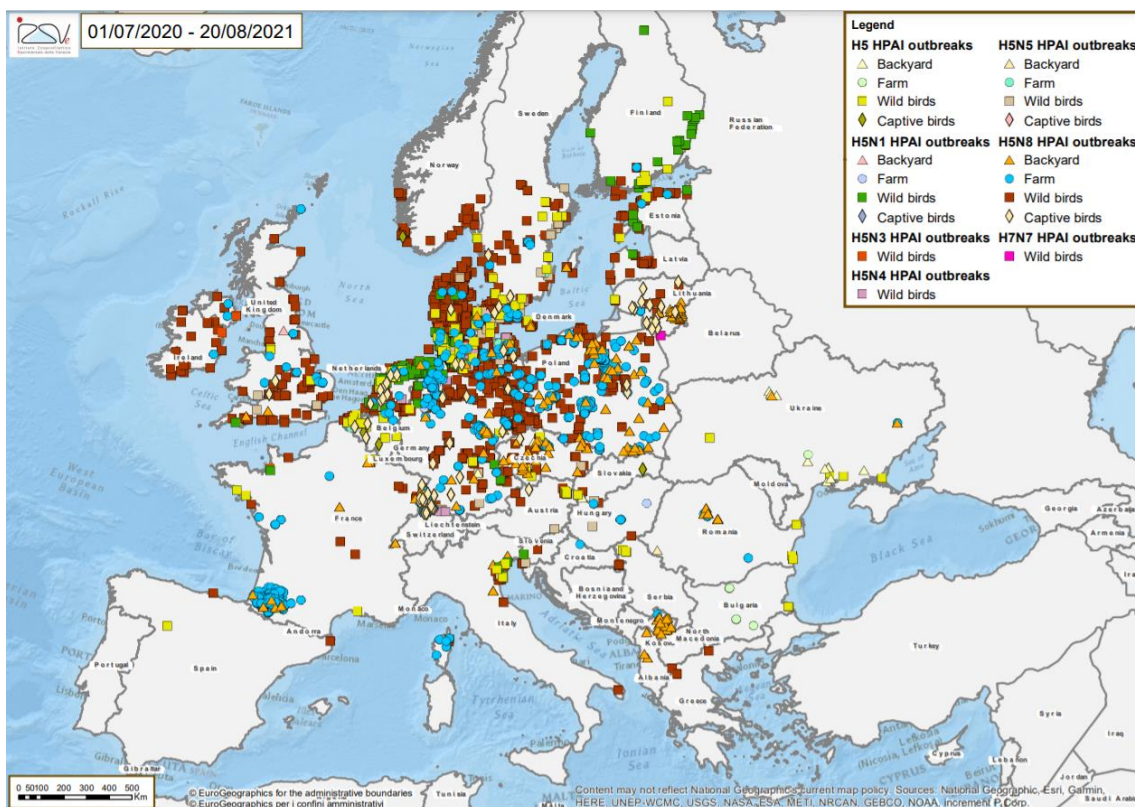 01/07/2020 - 20/08/2021
Legend
H5 HPAI outbreaks
Backyard
Farm
Wild birds
Captive birds
H5N1 HPAI outbreaks
Backyard
Farm
Wild birds
Captive birds
H5N3 HPAI outbreaks
Wild birds
H5N4 HPAI outbreaks
Wild birds
H5N5 HPAI outbreaks
Backyard
Farm
Wild birds
Captive birds
H5N8 HPAI outbreaks
Backyard
Farm
Wild birds
Captive birds
H7N7 HPAI outbreaks
Wild birds
Norwegian
FAROE ISLANDS
Rockall Rise
Sweden
Finland
Russian
Federation
Norway
Estonia
Latvia
Lithuania
Belarus
North
Sea
Baltic
Sea
Denmark
United
Kingdom
Ireland
Celtic
Sea
English Channel
Netherlands
Belgium
Germany
Luxembourg
Poland
Czechia
Slovakia
Ukraine
Moldova
West
European
Basin
France
Bay of
Biscay
Liechtenstein
Switzerland
Austria
Hungary
Slovenia
Croatia
Romania
Bosnia and
Herzegovina
Serbia
Montenegro
North
Macedonia
Bulgaria
Albania
Greece
Italy
Monaco
Andorra
Spain
Portugal
Barcelona
Adriatic
Sea
Tyrrhenian
Sea
Ionian
Sea
Black Sea
Georgia
Armenia
Turkey
Syria
Iraq
Cyprus
Lebanon
Jordan
Gibraltar
Tunisia
0 50100 200 300 400 500
Km
© EuroGeographics for the administrative boundaries
© EuroGeographics per i confini amministrativi
Content may not reflect National Geographic's current map policy. Sources: National Geographic, Esri, Garmin,
HERE, UNEP-WCMC, USGS, NASA, ESA, METI, NRCAN, GEBCO, NOAA, increment P Corp.